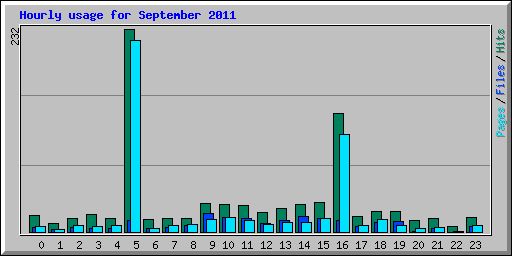 Hourly usage for September 2011
232
Pages / Files / Hits
0 1 2 3 4 5 6 7 8 9 10 11 12 13 14 15 16 17 18 19 20 21 22 23